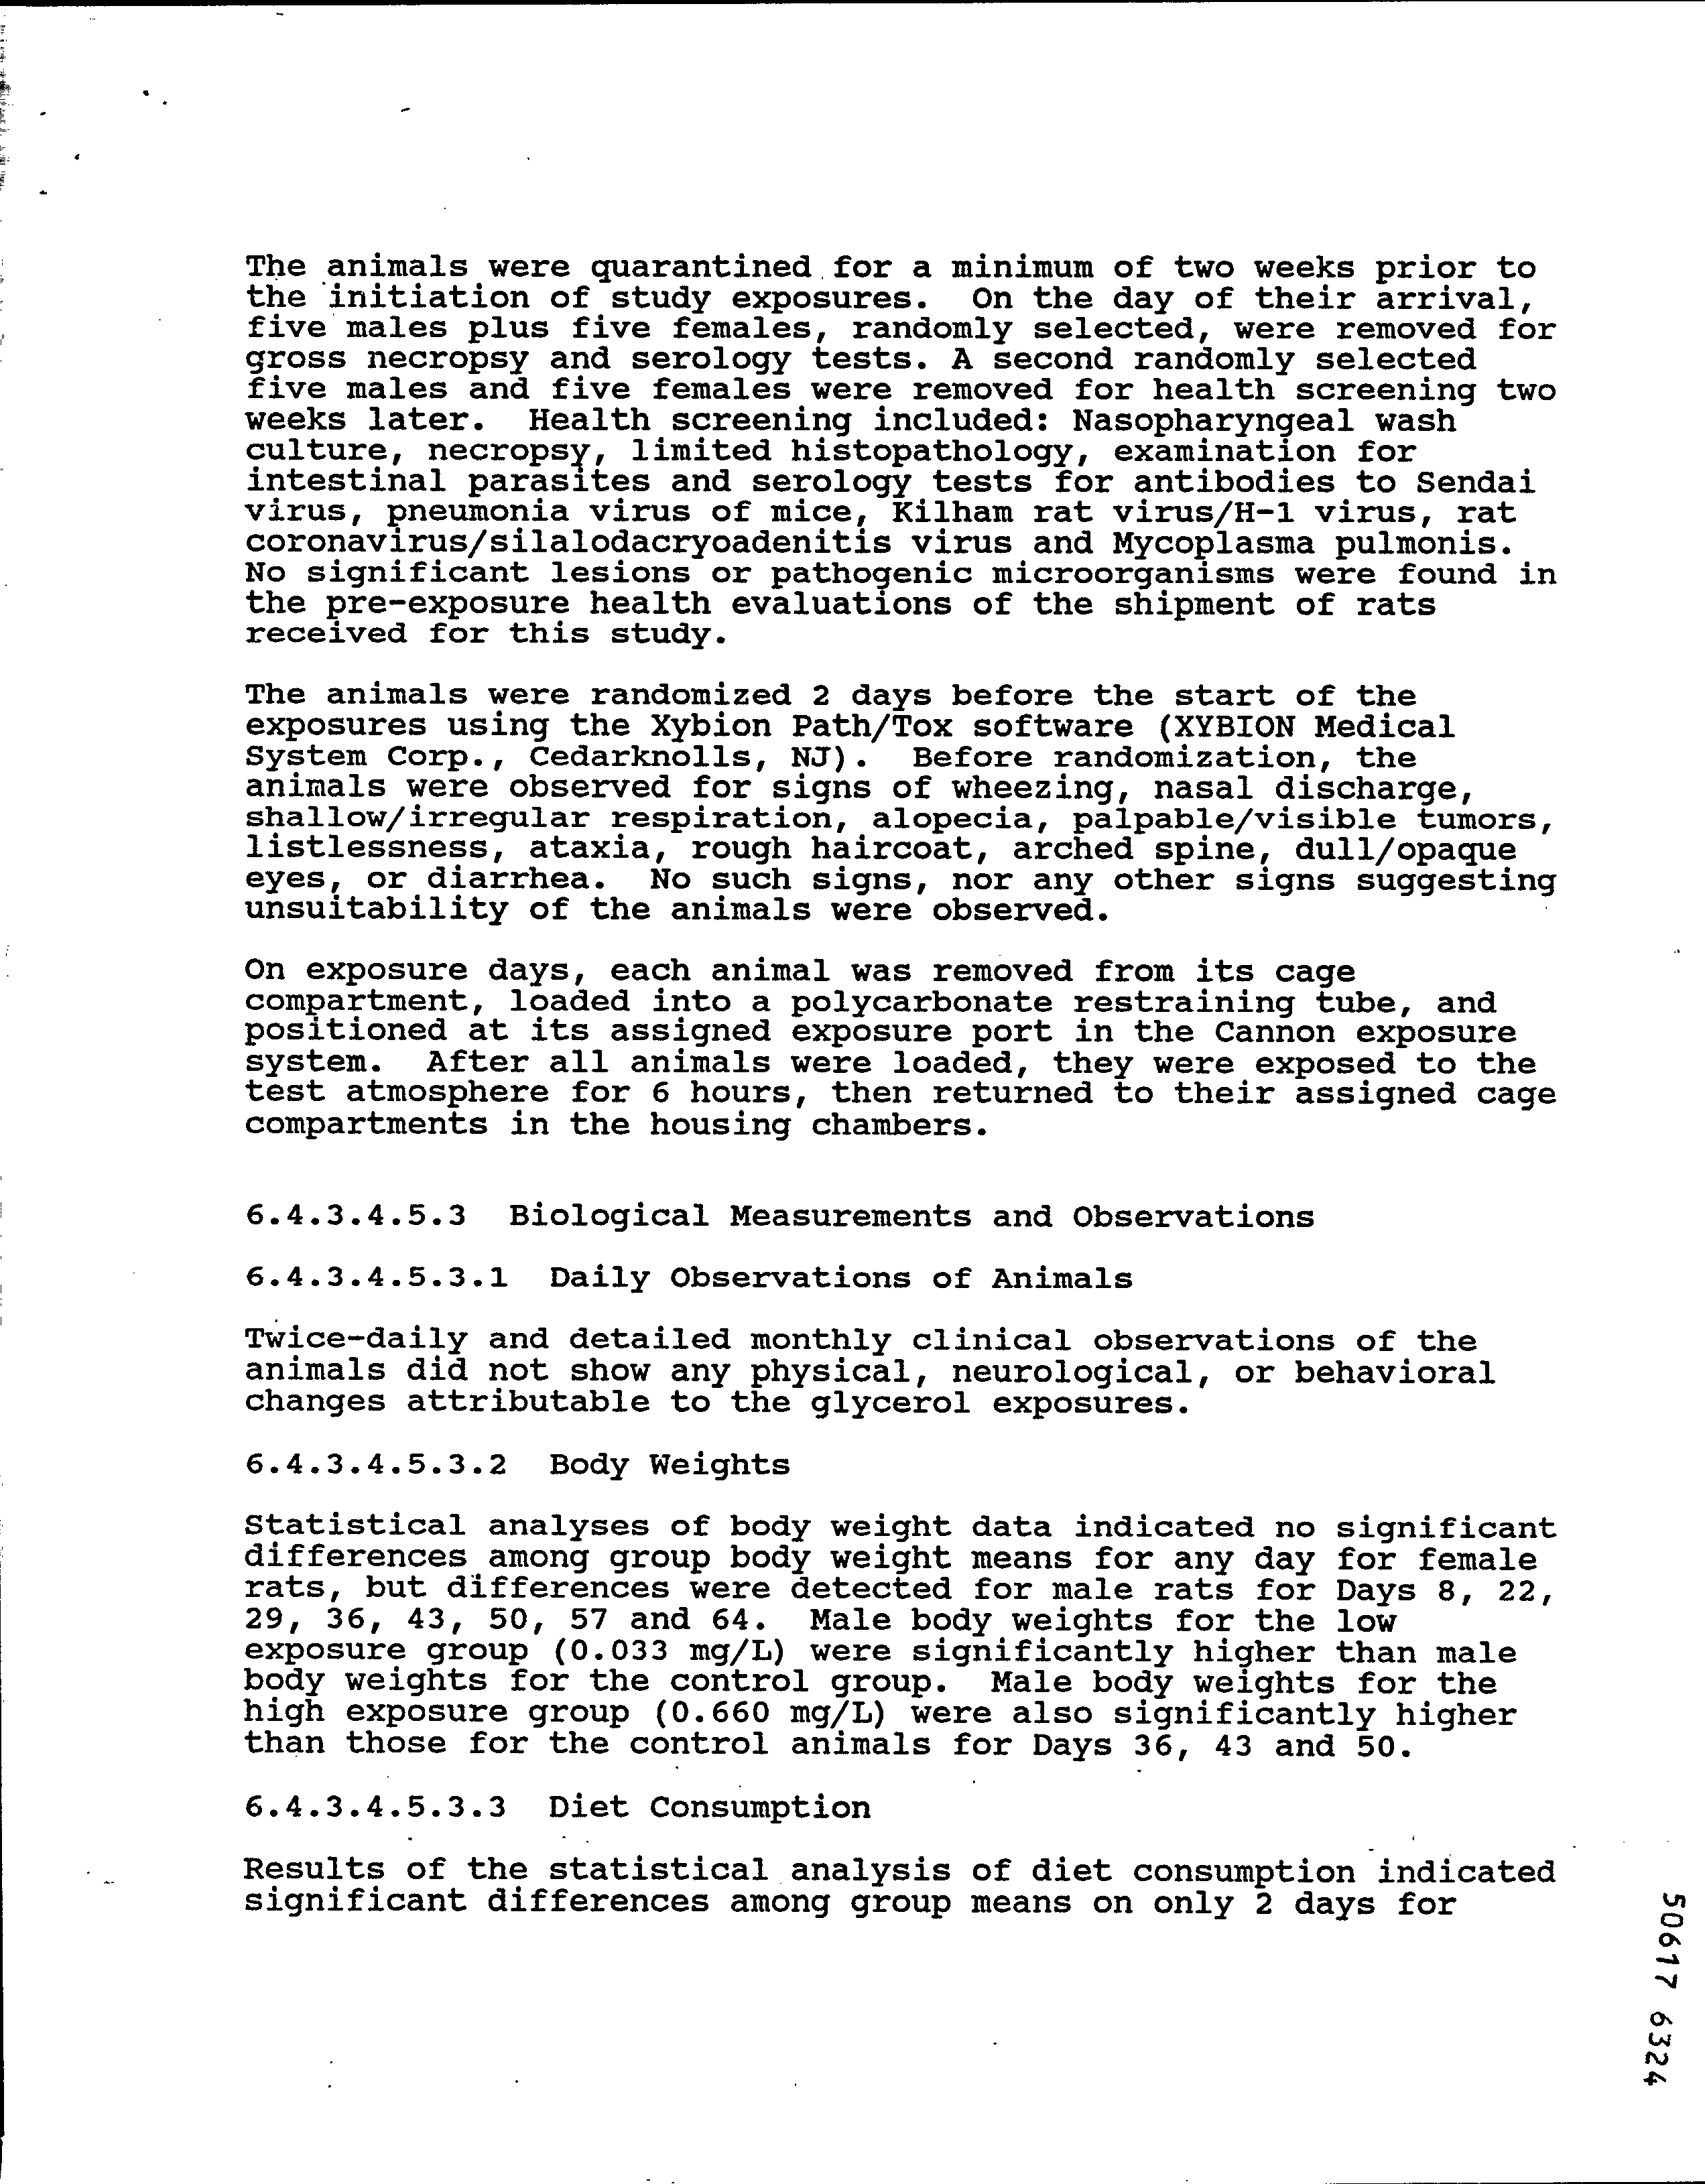 The animals were quarantined for a minimum of two weeks prior to
the initiation of study exposures.  On the day of their arrival,
five males plus five females, randomly selected, were removed for
gross necropsy and serology tests. A second randomly selected
five males and five females were removed for health screening two
weeks later.  Health screening included: Nasopharyngeal wash
culture, necropsy, limited histopathology, examination for
intestinal parasites and serology tests for antibodies to Sendai
virus, pneumonia virus of mice, Kilham rat virus/H-1 virus, rat
coronavirus/silalodacryoadenitis virus and Mycoplasma pulmonis.
No significant lesions or pathogenic microorganisms were found in
the pre-exposure health evaluations of the shipment of rats
received for this study.
The animals were randomized 2 days before the start of the
exposures using the Xybion Path/Tox software (XYBION Medical
System Corp., Cedarknolls, NJ).  Before randomization, the
animals were observed for signs of wheezing, nasal discharge,
shallow/irregular respiration, alopecia, palpable/visible tumors,
listlessness, ataxia, rough haircoat, arched spine, dull/opaque
eyes, or diarrhea.  No such signs, nor any other signs suggesting
unsuitability of the animals were observed.
On exposure days, each animal was removed from its cage
compartment, loaded into a polycarbonate restraining tube, and
positioned at its assigned exposure port in the Cannon exposure
system.  After all animals were loaded, they were exposed to the
test atmosphere for 6 hours, then returned to their assigned cage
compartments in the housing chambers.
6.4.3.4.5.3  Biological Measurements and Observations
6.4.3.4.5.3.1  Daily Observations of Animals
Twice-daily and detailed monthly clinical observations of the
animals did not show any physical, neurological, or behavioral
changes attributable to the glycerol exposures.
6.4.3.4.5.3.2  Body Weights
Statistical analyses of body weight data indicated no significant
differences among group body weight means for any day for female
rats, but differences were detected for male rats for Days 8, 22,
29, 36, 43, 50, 57 and 64.  Male body weights for the low
exposure group (0.033 mg/L) were significantly higher than male
body weights for the control group.  Male body weights for the
high exposure group (0.660 mg/L) were also significantly higher
than those for the control animals for Days 36, 43 and 50.
6.4.3.4.5.3.3  Diet Consumption
Results of the statistical analysis of diet consumption indicated
significant differences among group means on only 2 days for
50617 6324